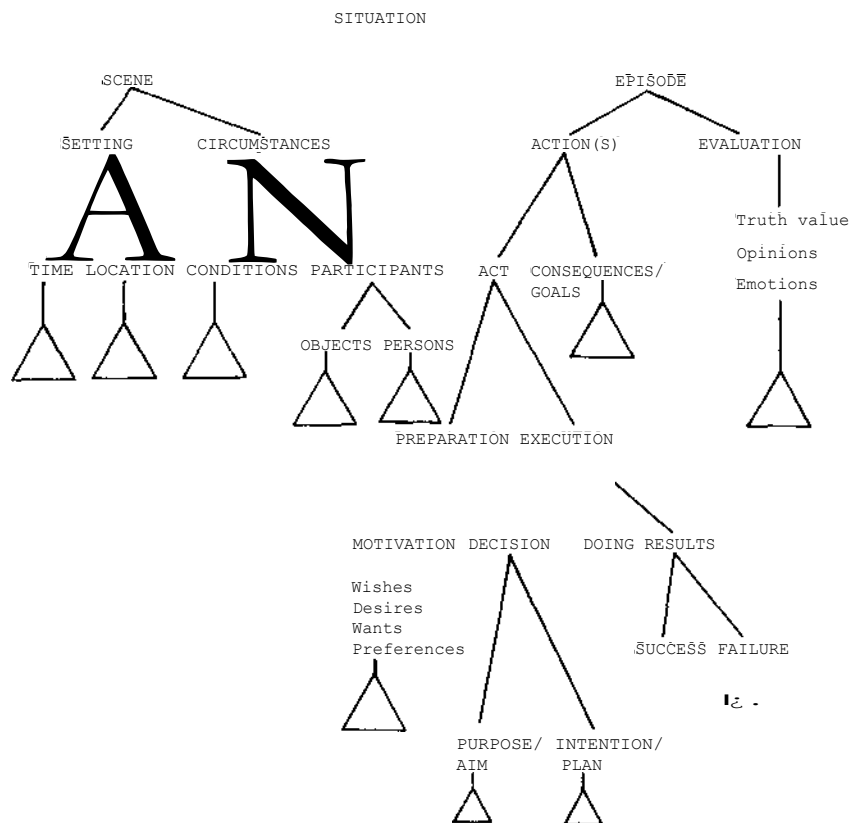 SITUATION
SCENE EPISODE
SETTING CIRCUMSTANCES ACTION(S) EVALUATION
A N
Truth value
Opinions
Emotions
TIME LOCATION CONDITIONS PARTICIPANTS ACT CONSEQUENCES/
GOALS
OBJECTS PERSONS
PREPARATION EXECUTION
MOTIVATION DECISION DOING RESULTS
Wishes
Desires
Wants
Preferences
SUCCESS FAILURE
PURPOSE/ INTENTION/
AIM PLAN